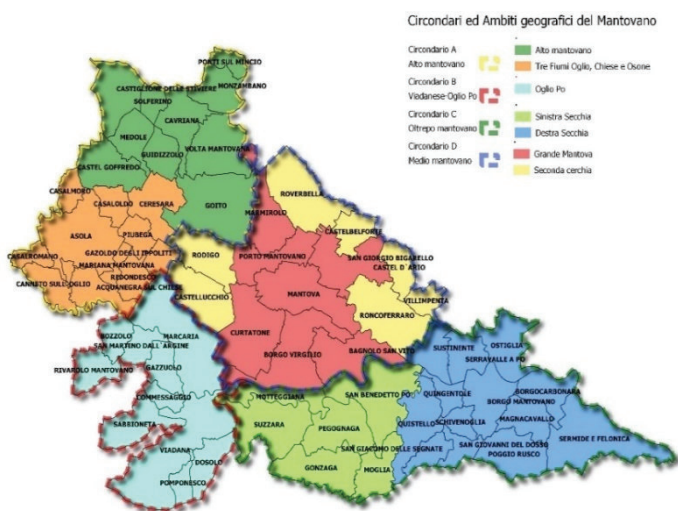 Circondari ed Ambiti geografici del Mantovano
Circondario A
Alto mantovano
Circondario B
Viadanese-Oglio Po
Circondario C
Oltrepo mantovano
Circondario D
Medio mantovano
Alto mantovano
Tre Fiumi Oglio, Chiese e Osone
Oglio Po
Sinistra Secchia
Destra Secchia
Grande Mantova
Seconda cerchia
PONTI SUL MINCIO
MONZAMBANO
CASTIGLIONE DELLE STIVIERE
SOLFERINO
CAVRIANA
MEDOLE
VOLTA MANTOVANA
GUIDIZZOLO
CASTEL GOFFREDO
GOITO
CASALMORO
CASALOLDO
CERESARA
ASOLA
PIUBEGA
CASALROMANO
GAZOLDO DEGLI IPPOLITI
MARIANA MANTOVANA
REDONDESCO
CANNETO SULL'OGLIO
ACQUANEGRA SUL CHIESE
ROVERBELLA
MARMIROLO
CASTELBELFORTE
RODIGO
PORTO MANTOVANO
SAN GIORGIO BIGARELLO
CASTEL D'ARIO
CASTELLUCCHIO
MANTOVA
VILLIMPENTA
RONCOFERRARO
CURTATONE
BORGO VIRGILIO
BAGNOLO SAN VITO
BOZZOLO
MARCARIA
SAN MARTINO DALL'ARGINE
RIVAROLO MANTOVANO
GAZZUOLO
COMMESSAGGIO
SABBIONETA
VIADANA
DOSOLO
POMPONESCO
MOTTEGGIANA
SAN BENEDETTO PO
SUZZARA
PEGOGNAGA
GONZAGA
SAN GIACOMO DELLE SEGNATE
MOGLIA
SUSTINENTE
OSTIGLIA
SERRAVALLE A PO
QUINGENTOLE
BORGOCARBONARA
BORGO MANTOVANO
QUISTELLO
SCHIVENOGLIA
MAGNACAVALLO
SAN GIOVANNI DEL DOSSO
SERMIDE E FELONICA
POGGIO RUSCO